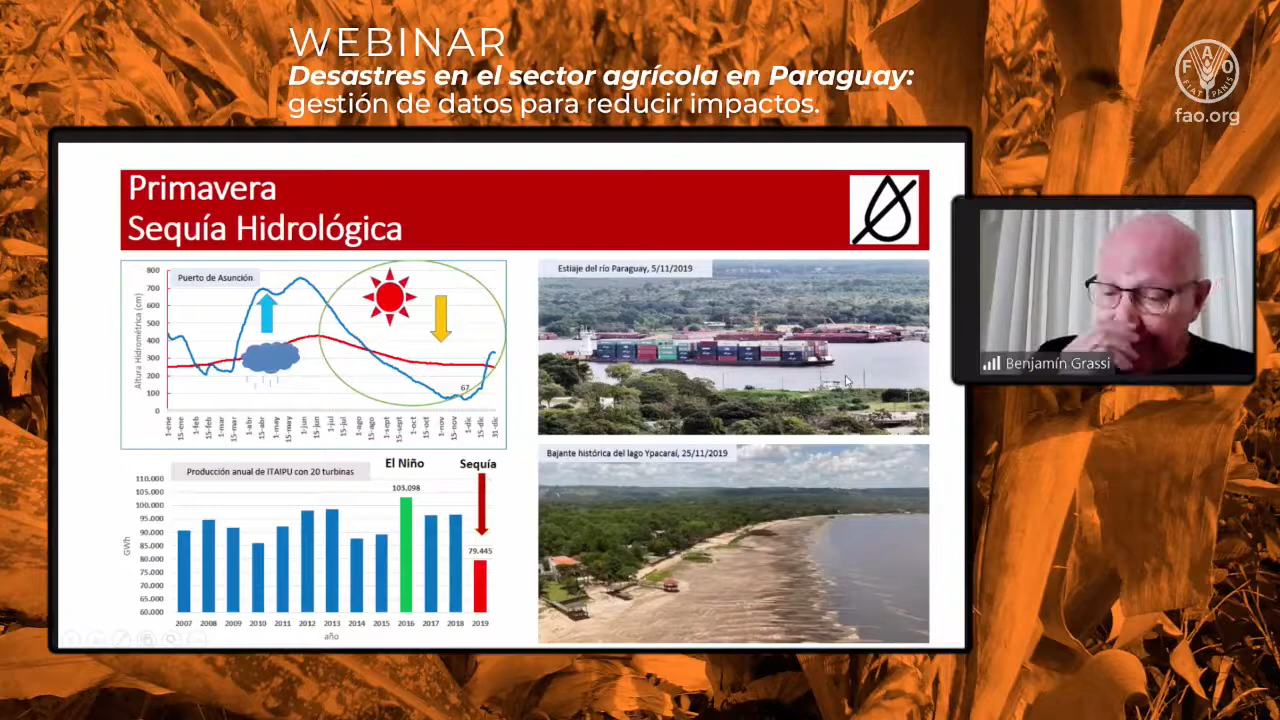 WEBINAR
Desastres en el sector agrícola en Paraguay:
gestión de datos para reducir impactos.
FAO
FIAT PANIS
fao.org
Primavera
Sequía Hidrológica
Puerto de Asunción
Altura Hidrométrica (cm)
800
700
600
500
400
300
200
100
0
67
1-ene
15-ene
1-feb
15-feb
1-mar
15-mar
1-abr
15-abr
1-may
15-may
1-jun
15-jun
1-jul
15-jul
1-ago
15-ago
1-sept
15-sept
1-oct
15-oct
1-nov
15-nov
1-dic
15-dic
31-dic
Estiaje del río Paraguay, 5/11/2019
Benjamín Grassi
Producción anual de ITAIPU con 20 turbinas
El Niño
Sequía
103.098
79.445
GWh
110.000
105.000
100.000
95.000
90.000
85.000
80.000
75.000
70.000
65.000
60.000
2007 2008 2009 2010 2011 2012 2013 2014 2015 2016 2017 2018 2019
año
Bajante histórica del lago Ypacaraí, 25/11/2019